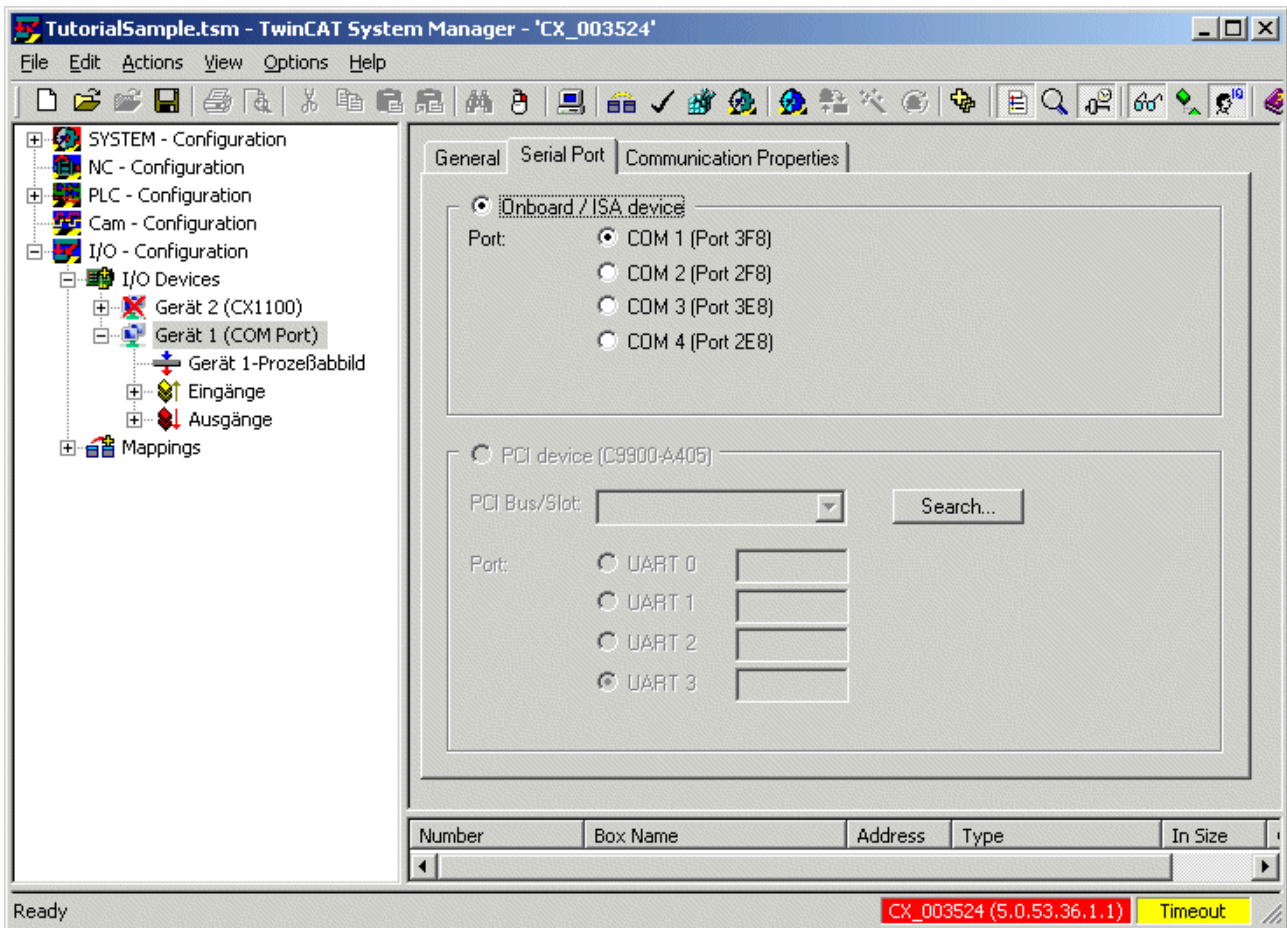 TutorialSample.tsm - TwinCAT System Manager - 'CX_003524'
File Edit Actions View Options Help
SYSTEM - Configuration
NC - Configuration
PLC - Configuration
Cam - Configuration
I/O - Configuration
I/O Devices
Gerät 2 (CX1100)
Gerät 1 (COM Port)
Gerät 1-Prozeßabbild
Eingänge
Ausgänge
Mappings
General Serial Port Communication Properties
Onboard / ISA device
Port: COM 1 (Port 3F8)
COM 2 (Port 2F8)
COM 3 (Port 3E8)
COM 4 (Port 2E8)
PCI device (C9900-A405)
PCI Bus/Slot: Search...
Port: UART 0
UART 1
UART 2
UART 3
Number Box Name Address Type In Size
Ready CX_003524 (5.0.53.36.1.1) Timeout